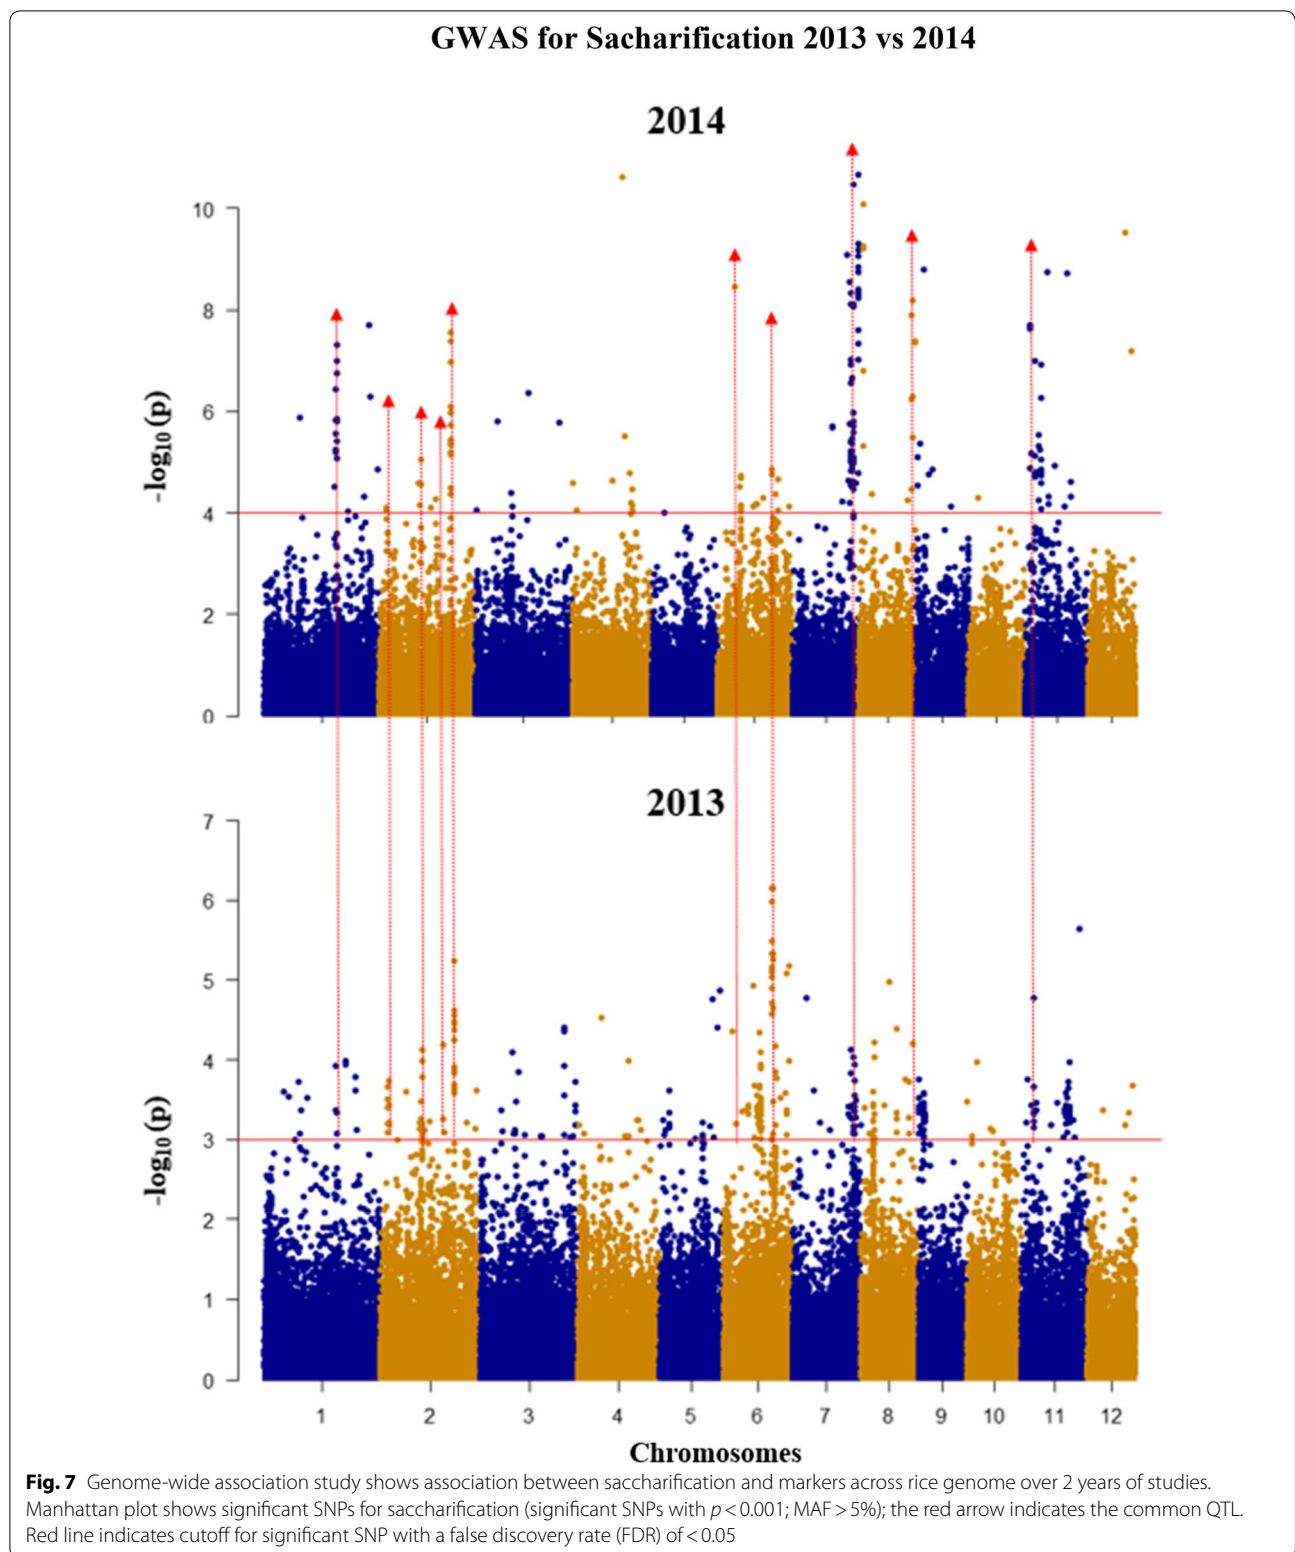 GWAS for Sacharification 2013 vs 2014
2014
10
8
6
4
2
0
-log10(p)
2013
7
6
5
4
3
2
1
0
-log10(p)
1 2 3 4 5 6 7 8 9 10 11 12
Chromosomes
Fig. 7 Genome-wide association study shows association between saccharification and markers across rice genome over 2 years of studies.
Manhattan plot shows significant SNPs for saccharification (significant SNPs with p < 0.001; MAF > 5%); the red arrow indicates the common QTL.
Red line indicates cutoff for significant SNP with a false discovery rate (FDR) of < 0.05